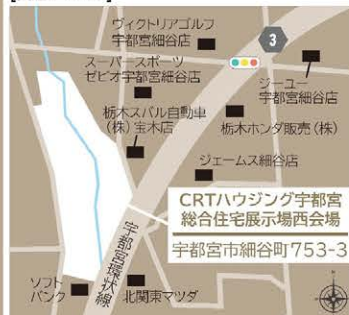 ヴィクトリアゴルフ
宇都宮細谷店
3
スーパースポーツ
ゼビオ宇都宮細谷店
ジーユー
宇都宮細谷店
栃木スバル自動車
(株)宝木店
栃木ホンダ販売(株)
ジェームス細谷店
CRTハウジング宇都宮
総合住宅展示場西会場
宇都宮市細谷町753-3
宇都宮環状線
ソフト
バンク
北関東マツダ